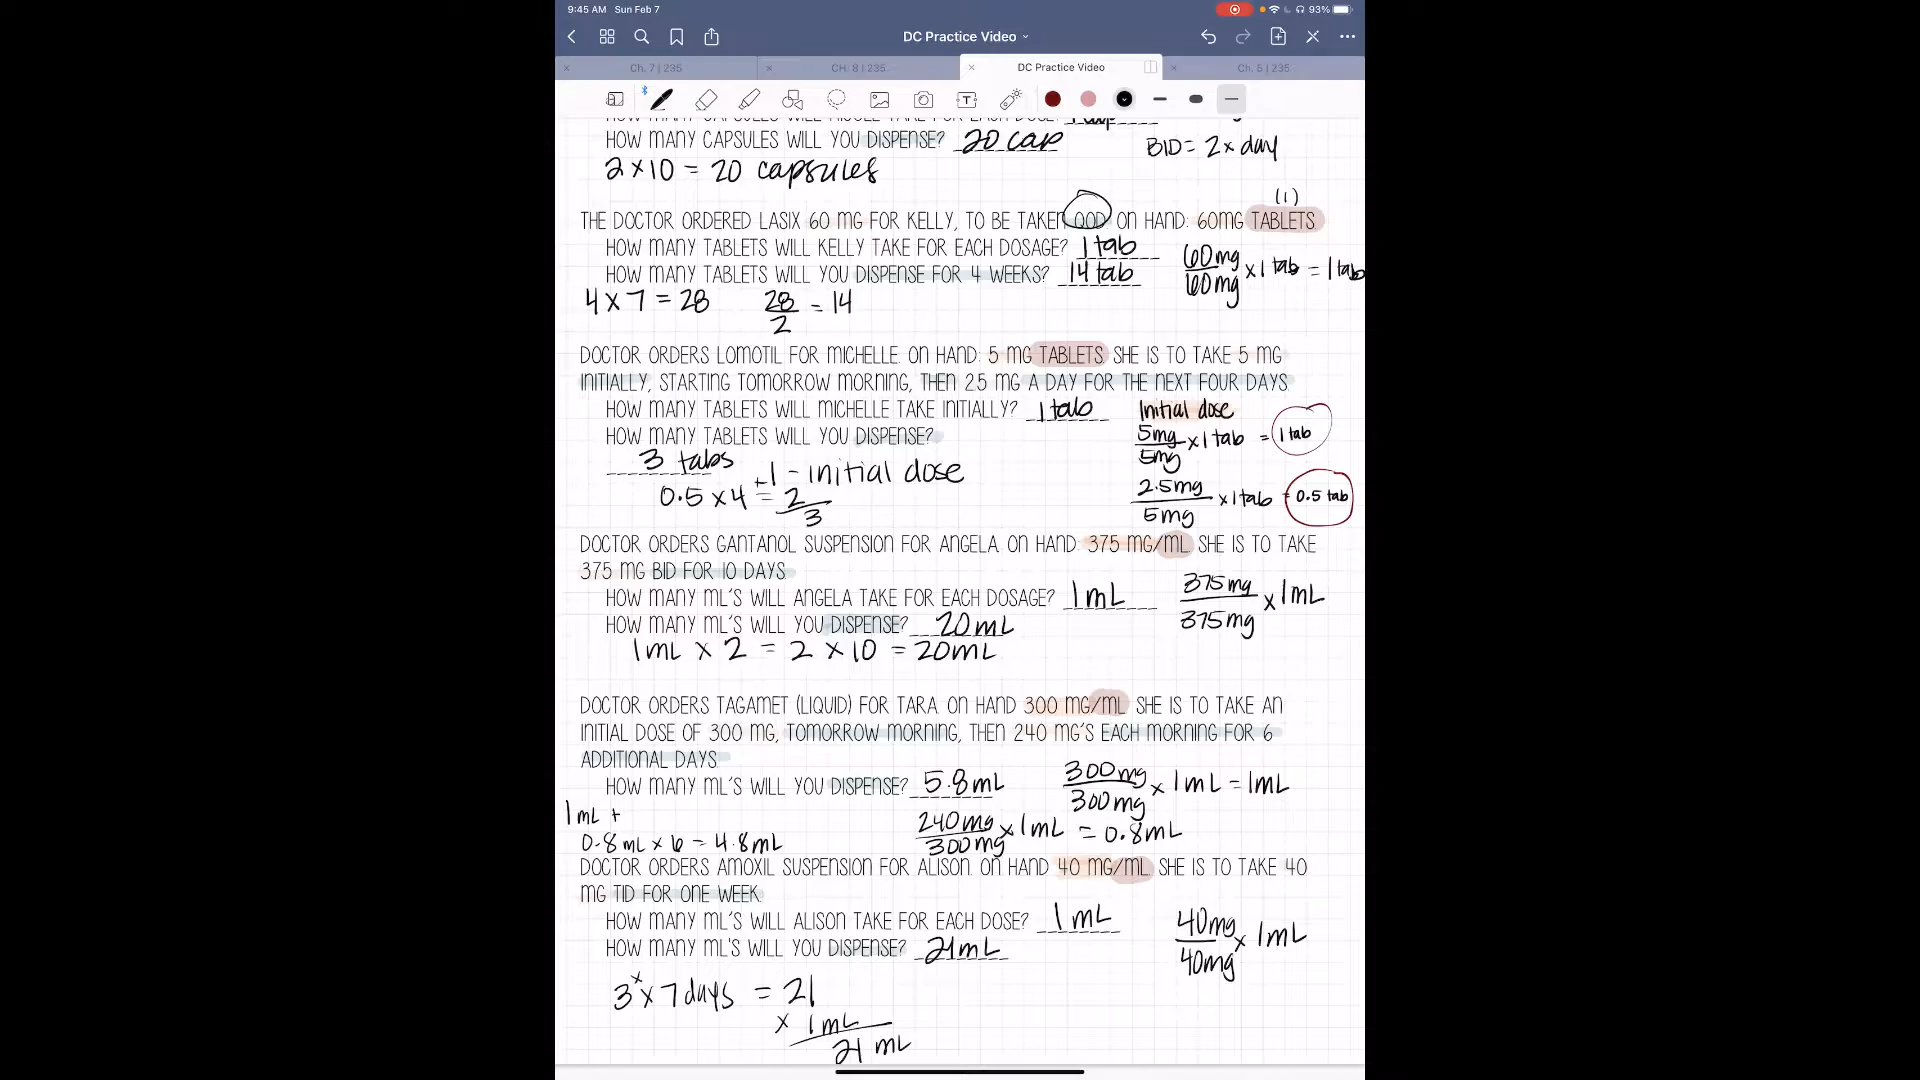 9:45 AM Sun Feb 7
93%
DC Practice Video
Ch. 7 | 235
CH. 8 | 235
DC Practice Video
Ch. 5 | 235
HOW MANY CAPSULES WILL YOU DISPENSE? 20 cap
BID = 2 x day
2 x 10 = 20 capsules
(1)
THE DOCTOR ORDERED LASIX 60 MG FOR KELLY, TO BE TAKEN QOD. ON HAND: 60MG TABLETS.
HOW MANY TABLETS WILL KELLY TAKE FOR EACH DOSAGE? 1 tab
HOW MANY TABLETS WILL YOU DISPENSE FOR 4 WEEKS? 14 tab
60mg
60mg x 1 tab = 1 tab
4 x 7 = 28
28
2 = 14
DOCTOR ORDERS LOMOTIL FOR MICHELLE. ON HAND: 5 MG TABLETS. SHE IS TO TAKE 5 MG
INITIALLY, STARTING TOMORROW MORNING, THEN 2.5 MG A DAY FOR THE NEXT FOUR DAYS.
HOW MANY TABLETS WILL MICHELLE TAKE INITIALLY? 1 tab
Initial dose
HOW MANY TABLETS WILL YOU DISPENSE?
5mg
5mg x 1 tab = 1 tab
3 tabs
+1 - initial dose
0.5 x 4 = 2
3
2.5mg
5mg x 1 tab = 0.5 tab
DOCTOR ORDERS GANTANOL SUSPENSION FOR ANGELA. ON HAND: 375 MG/ML. SHE IS TO TAKE
375 MG BID FOR 10 DAYS.
HOW MANY ML'S WILL ANGELA TAKE FOR EACH DOSAGE? 1mL
375mg
375mg x 1mL
HOW MANY ML'S WILL YOU DISPENSE? 20mL
1mL x 2 = 2 x 10 = 20mL
DOCTOR ORDERS TAGAMET (LIQUID) FOR TARA. ON HAND 300 MG/ML. SHE IS TO TAKE AN
INITIAL DOSE OF 300 MG, TOMORROW MORNING, THEN 240 MG'S EACH MORNING FOR 6
ADDITIONAL DAYS.
HOW MANY ML'S WILL YOU DISPENSE? 5.8mL
300mg
300mg x 1mL = 1mL
1mL +
0.8mL x 6 = 4.8mL
240mg
300mg x 1mL = 0.8mL
DOCTOR ORDERS AMOXIL SUSPENSION FOR ALISON. ON HAND 40 MG/ML. SHE IS TO TAKE 40
MG TID FOR ONE WEEK.
HOW MANY ML'S WILL ALISON TAKE FOR EACH DOSE? 1mL
HOW MANY ML'S WILL YOU DISPENSE? 21mL
40mg
40mg x 1mL
3x x 7 days = 21
x 1mL
21 mL